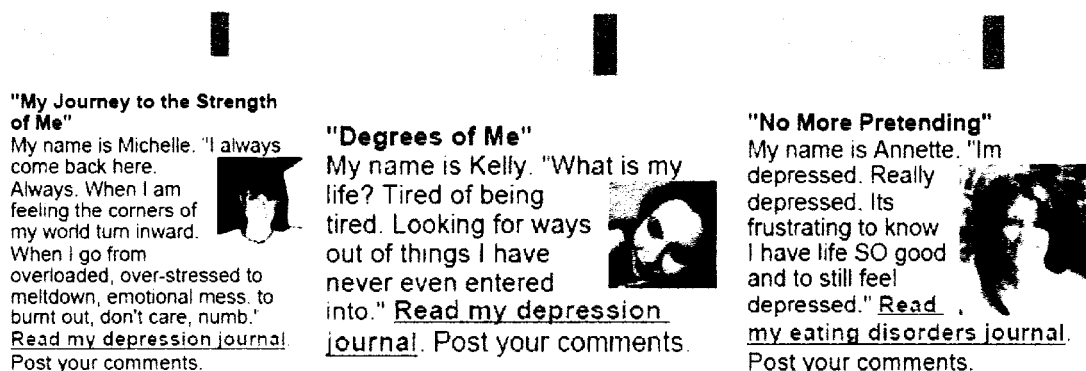 "My Journey to the Strength
of Me"
My name is Michelle. "I always
come back here.
Always. When I am
feeling the corners of
my world turn inward.
When I go from
overloaded, over-stressed to
meltdown, emotional mess. to
burnt out, don't care, numb."
Read my depression journal.
Post your comments.
"Degrees of Me"
My name is Kelly. "What is my
life? Tired of being
tired. Looking for ways
out of things I have
never even entered
into." Read my depression
journal. Post your comments.
"No More Pretending"
My name is Annette. "Im
depressed. Really
depressed. Its
frustrating to know
I have life SO good
and to still feel
depressed." Read
my eating disorders journal.
Post your comments.